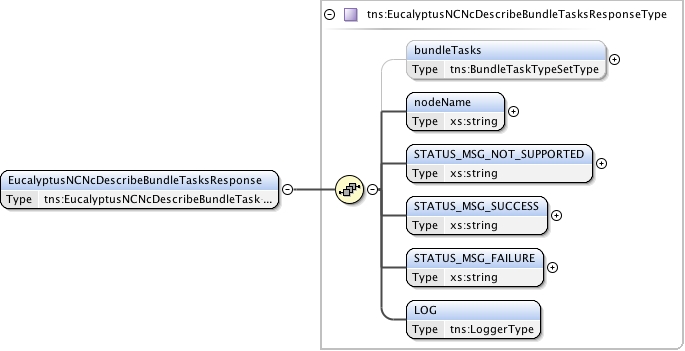 tns:EucalyptusNCNcDescribeBundleTasksResponseType
bundleTasks
Type tns:BundleTaskTypeSetType
nodeName
Type xs:string
STATUS_MSG_NOT_SUPPORTED
Type xs:string
EucalyptusNCNcDescribeBundleTasksResponse
Type tns:EucalyptusNCNcDescribeBundleTask ...
STATUS_MSG_SUCCESS
Type xs:string
STATUS_MSG_FAILURE
Type xs:string
LOG
Type tns:LoggerType